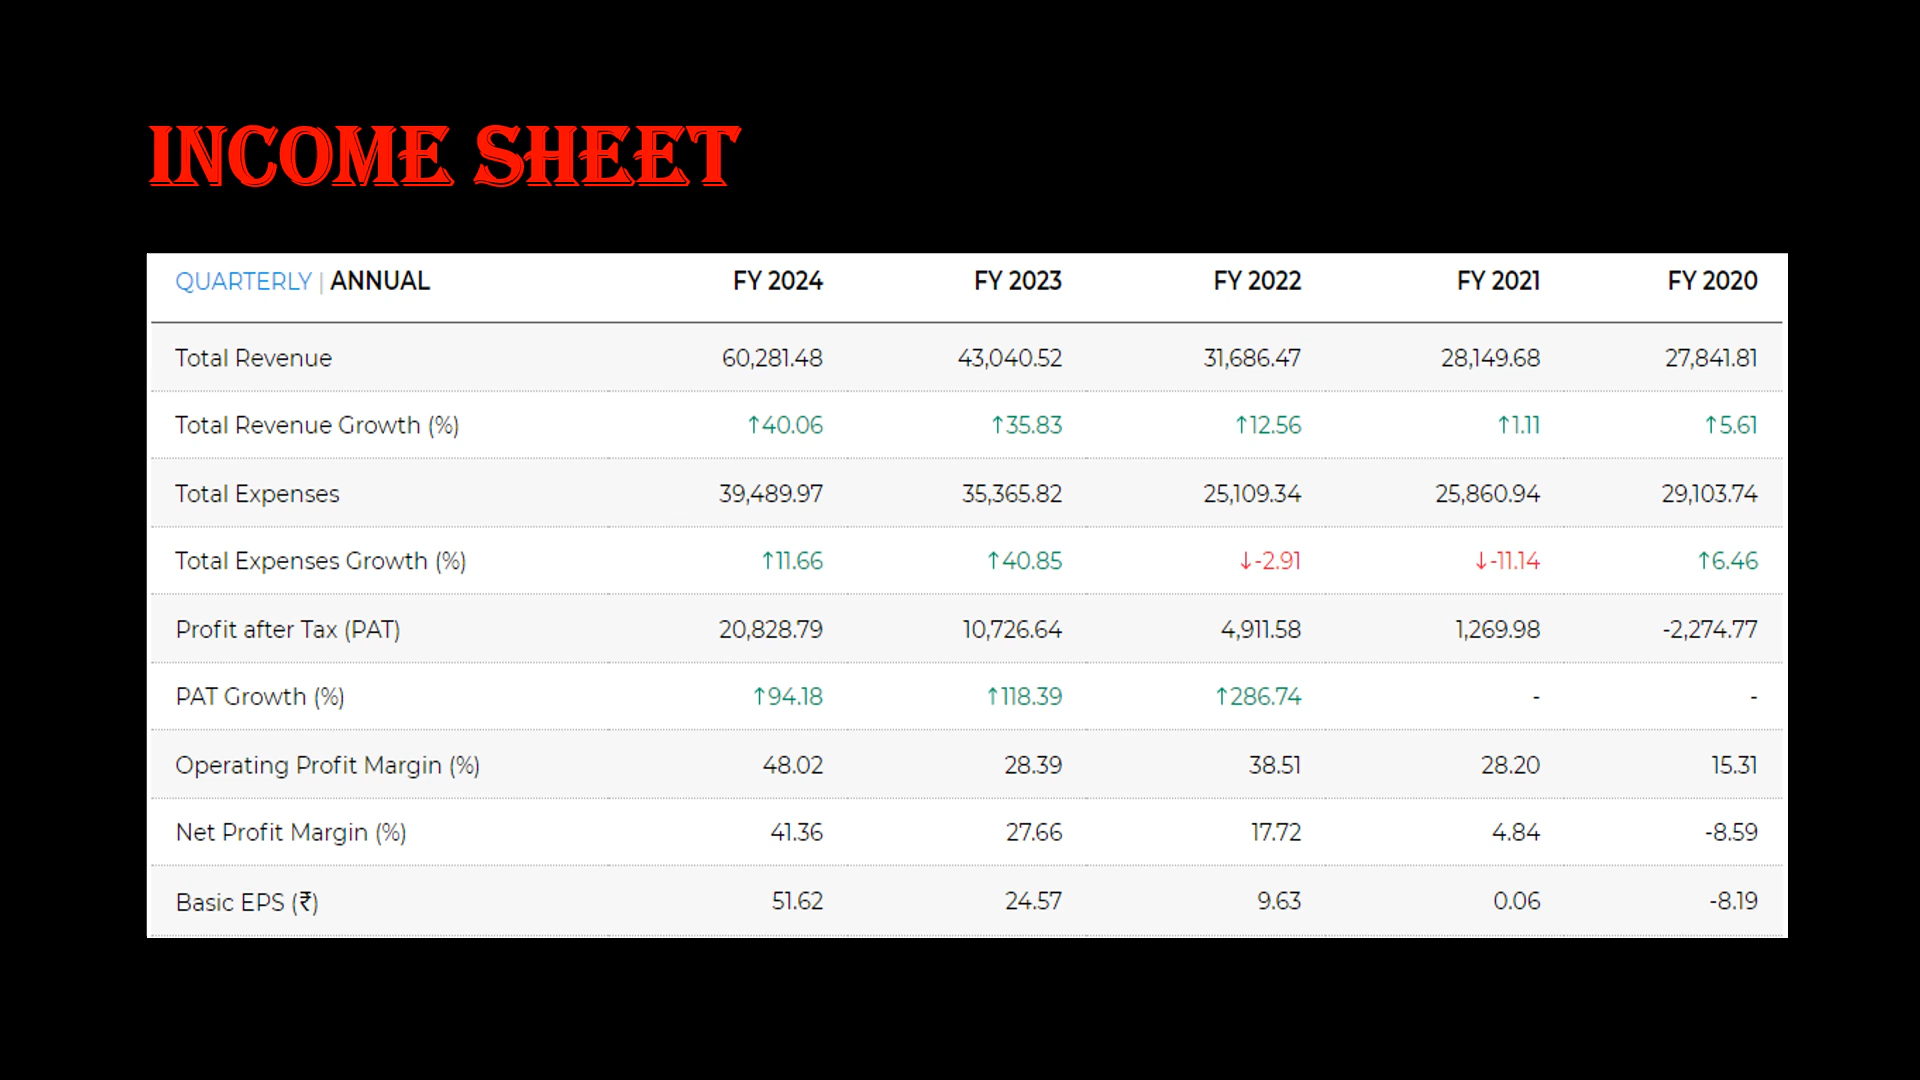 INCOME SHEET
QUARTERLY | ANNUAL FY 2024 FY 2023 FY 2022 FY 2021 FY 2020
Total Revenue 60,281.48 43,040.52 31,686.47 28,149.68 27,841.81
Total Revenue Growth (%) ↑40.06 ↑35.83 ↑12.56 ↑1.11 ↑5.61
Total Expenses 39,489.97 35,365.82 25,109.34 25,860.94 29,103.74
Total Expenses Growth (%) ↑11.66 ↑40.85 ↓-2.91 ↓-11.14 ↑6.46
Profit after Tax (PAT) 20,828.79 10,726.64 4,911.58 1,269.98 -2,274.77
PAT Growth (%) ↑94.18 ↑118.39 ↑286.74 - -
Operating Profit Margin (%) 48.02 28.39 38.51 28.20 15.31
Net Profit Margin (%) 41.36 27.66 17.72 4.84 -8.59
Basic EPS (₹) 51.62 24.57 9.63 0.06 -8.19